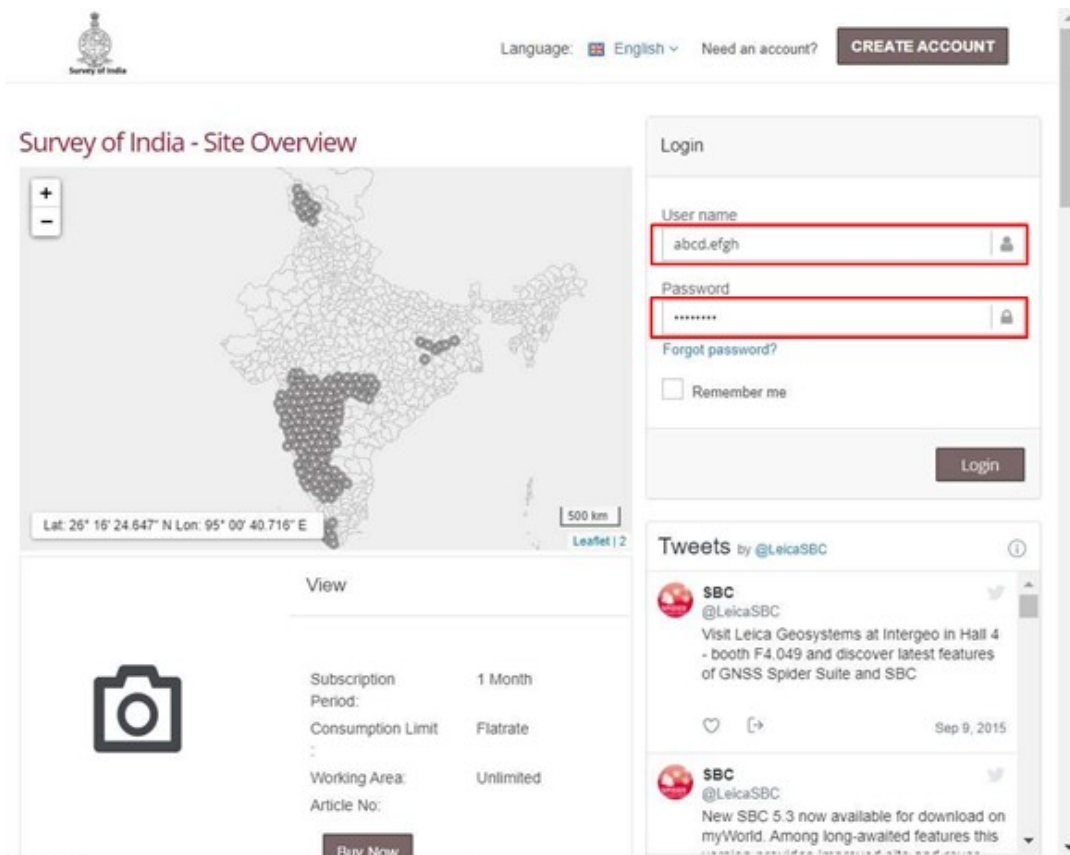 Survey of India
Language: English
Need an account?
CREATE ACCOUNT
Survey of India - Site Overview
+
−
Lat: 26° 16' 24.647" N Lon: 95° 00' 40.716" E
500 km
Leaflet | 2
Login
User name
abcd.efgh
Password
••••••••
Forgot password?
Remember me
Login
View
Subscription Period: 1 Month
Consumption Limit : Flatrate
Working Area: Unlimited
Article No:
Buy Now
Tweets by @LeicaSBC
SBC
@LeicaSBC
Visit Leica Geosystems at Intergeo in Hall 4
- booth F4.049 and discover latest features
of GNSS Spider Suite and SBC
Sep 9, 2015
SBC
@LeicaSBC
New SBC 5.3 now available for download on
myWorld. Among long-awaited features this